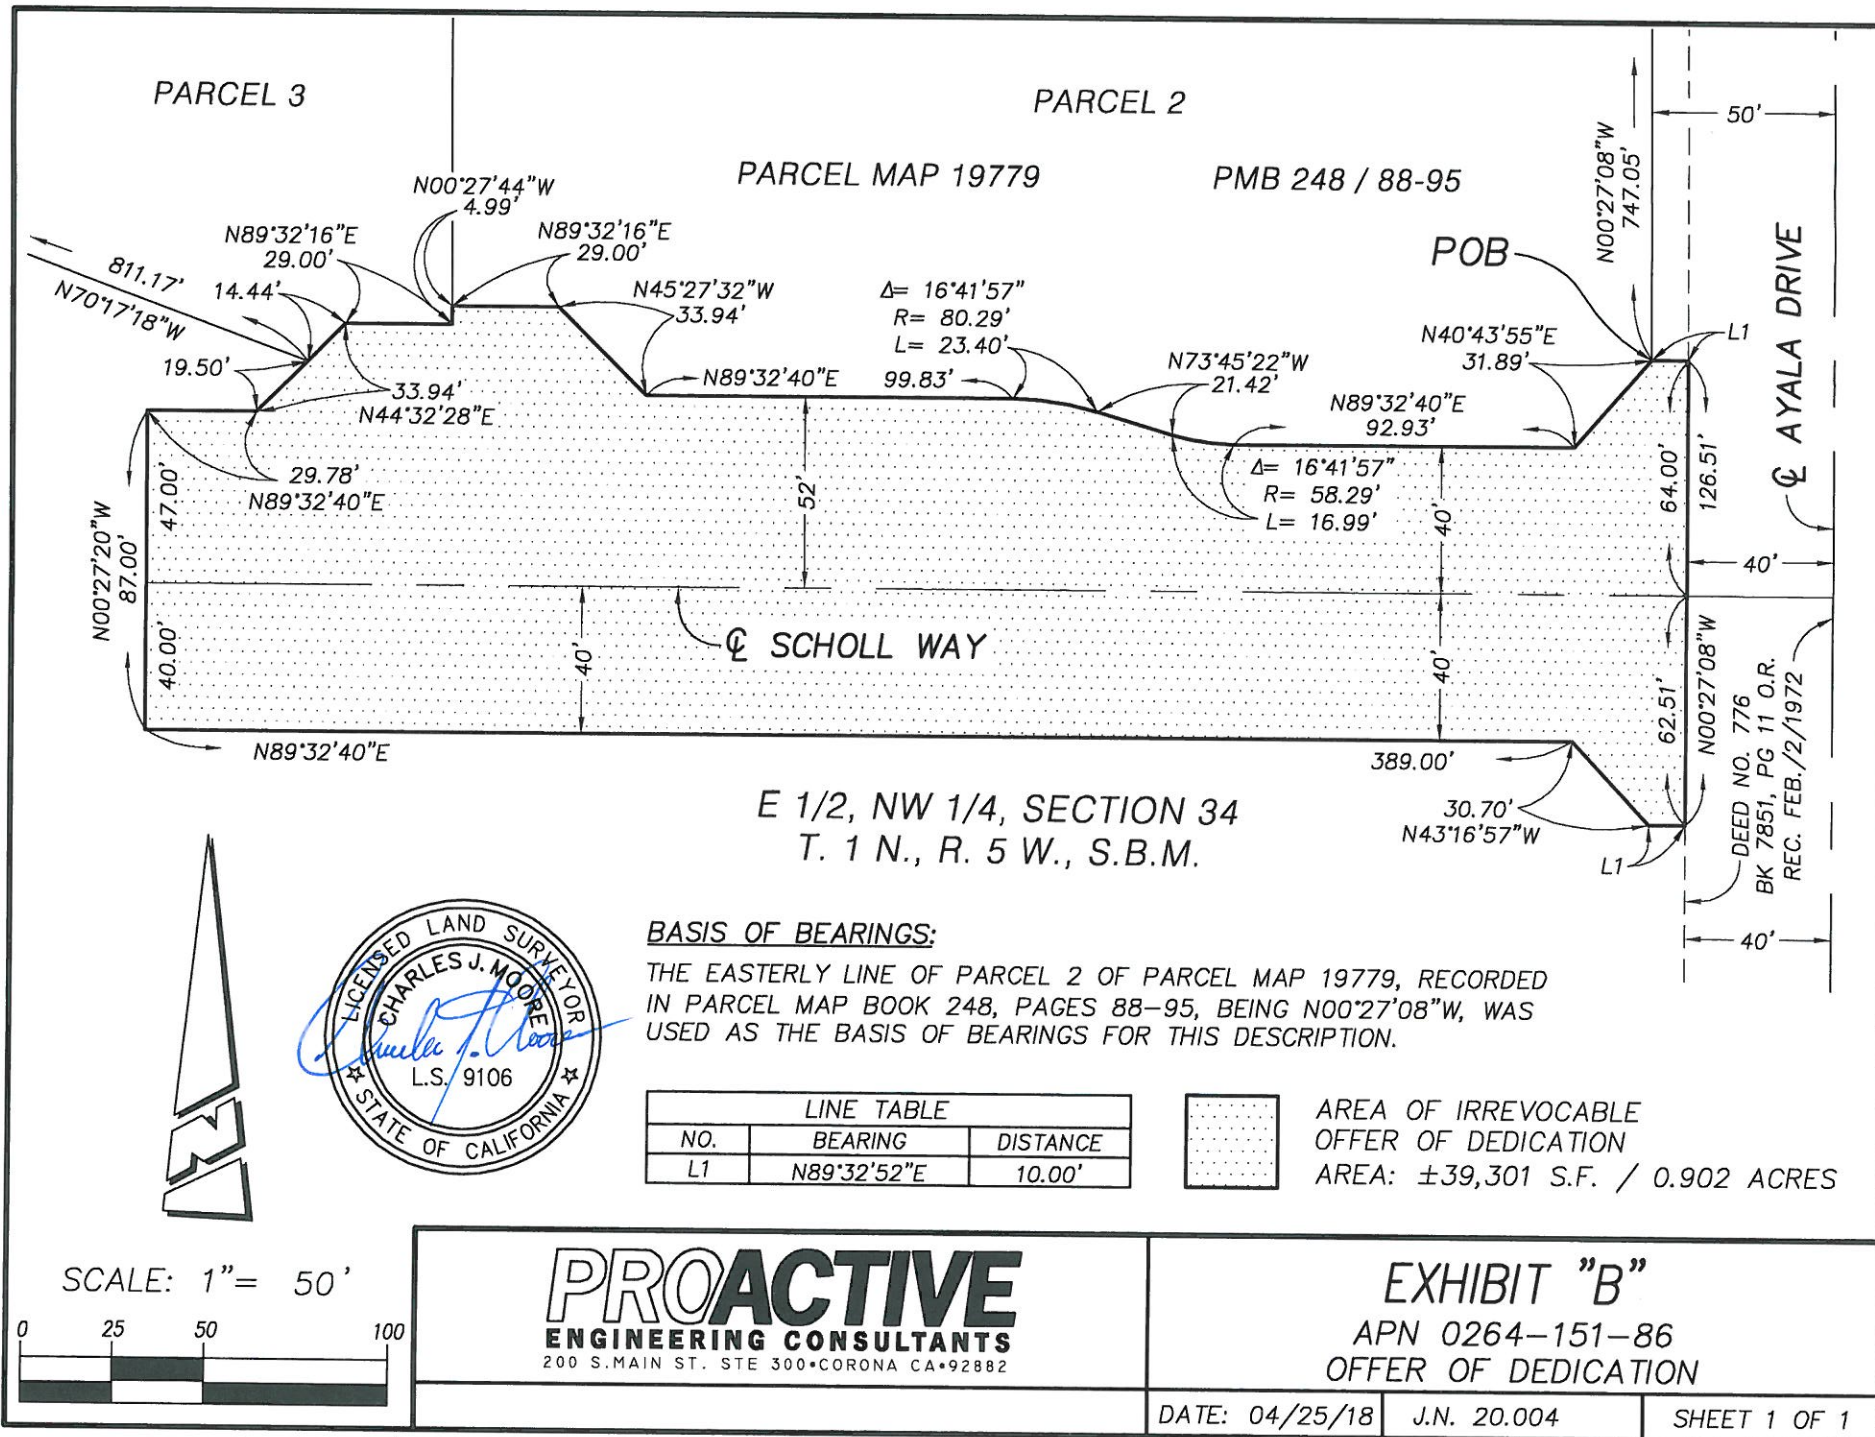 PARCEL 3
PARCEL 2
PARCEL MAP 19779
PMB 248 / 88-95
50'
N00°27'08"W
747.05'
POB
L1
℄ AYALA DRIVE
N00°27'44"W
4.99'
N89°32'16"E
29.00'
N89°32'16"E
29.00'
811.17'
N70°17'18"W
14.44'
19.50'
33.94'
N44°32'28"E
N45°27'32"W
33.94'
Δ= 16°41'57"
R= 80.29'
L= 23.40'
N89°32'40"E
99.83'
N73°45'22"W
21.42'
N40°43'55"E
31.89'
N89°32'40"E
92.93'
Δ= 16°41'57"
R= 58.29'
L= 16.99'
29.78'
N89°32'40"E
47.00'
N00°27'20"W
87.00'
40.00'
52'
40'
40'
40'
64.00'
126.51'
40'
℄ SCHOLL WAY
62.51'
N00°27'08"W
N89°32'40"E
389.00'
30.70'
N43°16'57"W
L1
DEED NO. 776
BK 7851, PG 11 O.R.
REC. FEB./2/1972
40'
E 1/2, NW 1/4, SECTION 34
T. 1 N., R. 5 W., S.B.M.
LICENSED LAND SURVEYOR
CHARLES J. MOORE
L.S. 9106
STATE OF CALIFORNIA
BASIS OF BEARINGS:
THE EASTERLY LINE OF PARCEL 2 OF PARCEL MAP 19779, RECORDED
IN PARCEL MAP BOOK 248, PAGES 88-95, BEING N00°27'08"W, WAS
USED AS THE BASIS OF BEARINGS FOR THIS DESCRIPTION.
LINE TABLE
NO. BEARING DISTANCE
L1 N89°32'52"E 10.00'
AREA OF IRREVOCABLE
OFFER OF DEDICATION
AREA: ±39,301 S.F. / 0.902 ACRES
SCALE: 1"= 50'
0 25 50 100
PROACTIVE
ENGINEERING CONSULTANTS
200 S.MAIN ST. STE 300•CORONA CA•92882
EXHIBIT "B"
APN 0264-151-86
OFFER OF DEDICATION
DATE: 04/25/18
J.N. 20.004
SHEET 1 OF 1